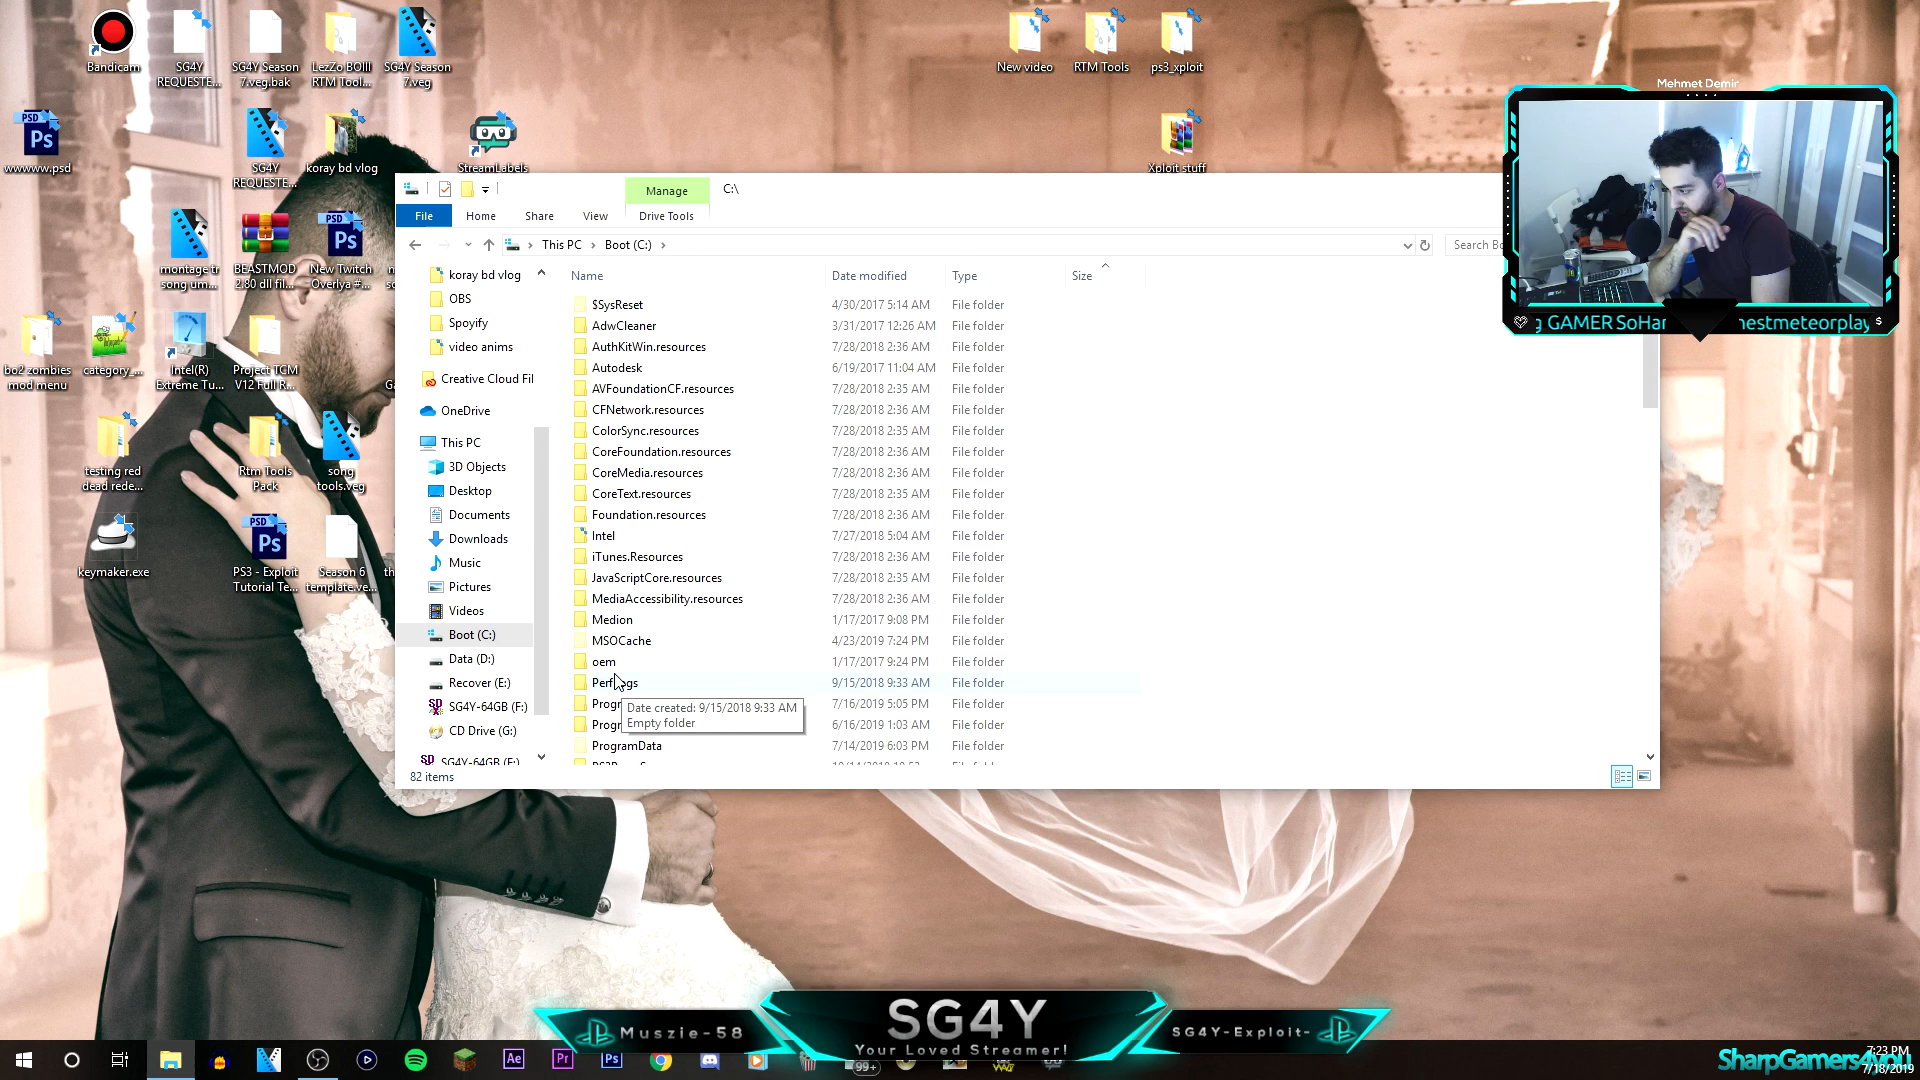 Bandicam
SG4Y
REQUESTE...
SG4Y Season
7.veg.bak
LezZo BOIII
RTM Tool...
SG4Y Season
7.veg
New video
RTM Tools
ps3_xploit
wwwww.psd
SG4Y
REQUESTE...
koray bd vlog
StreamLabels
Xploit stuff
Mehmet Demir
g GAMER SoHar
nestmeteorplay
$
montage tr
song um...
BEASTMOD
2.80 dll fil...
New Twitch
Overlya #...
bo2 zombies
mod menu
category_...
Intel(R)
Extreme Tu...
Project TCM
V12 Full R...
testing red
dead rede...
Rtm Tools
Pack
song
tools.veg
keymaker.exe
PS3 - Exploit
Tutorial Te...
Season 6
template.ve...
Manage
C:\
File
Home
Share
View
Drive Tools
This PC
Boot (C:)
Search Bo
koray bd vlog
OBS
Spoyify
video anims
Creative Cloud Fil
OneDrive
This PC
3D Objects
Desktop
Documents
Downloads
Music
Pictures
Videos
Boot (C:)
Data (D:)
Recover (E:)
SG4Y-64GB (F:)
CD Drive (G:)
SG4Y-64GB (F:)
Name Date modified Type Size
$SysReset 4/30/2017 5:14 AM File folder
AdwCleaner 3/31/2017 12:26 AM File folder
AuthKitWin.resources 7/28/2018 2:36 AM File folder
Autodesk 6/19/2017 11:04 AM File folder
AVFoundationCF.resources 7/28/2018 2:35 AM File folder
CFNetwork.resources 7/28/2018 2:36 AM File folder
ColorSync.resources 7/28/2018 2:35 AM File folder
CoreFoundation.resources 7/28/2018 2:36 AM File folder
CoreMedia.resources 7/28/2018 2:36 AM File folder
CoreText.resources 7/28/2018 2:35 AM File folder
Foundation.resources 7/28/2018 2:36 AM File folder
Intel 7/27/2018 5:04 AM File folder
iTunes.Resources 7/28/2018 2:36 AM File folder
JavaScriptCore.resources 7/28/2018 2:35 AM File folder
MediaAccessibility.resources 7/28/2018 2:36 AM File folder
Medion 1/17/2017 9:08 PM File folder
MSOCache 4/23/2019 7:24 PM File folder
oem 1/17/2017 9:24 PM File folder
PerfLogs 9/15/2018 9:33 AM File folder
Progr 7/16/2019 5:05 PM File folder
Progr 6/16/2019 1:03 AM File folder
ProgramData 7/14/2019 6:03 PM File folder
Date created: 9/15/2018 9:33 AM
Empty folder
82 items
Muszie-58
SG4Y
Your Loved Streamer!
SG4Y-Exploit-
99+
SharpGamers4you
7:23 PM
7/18/2019